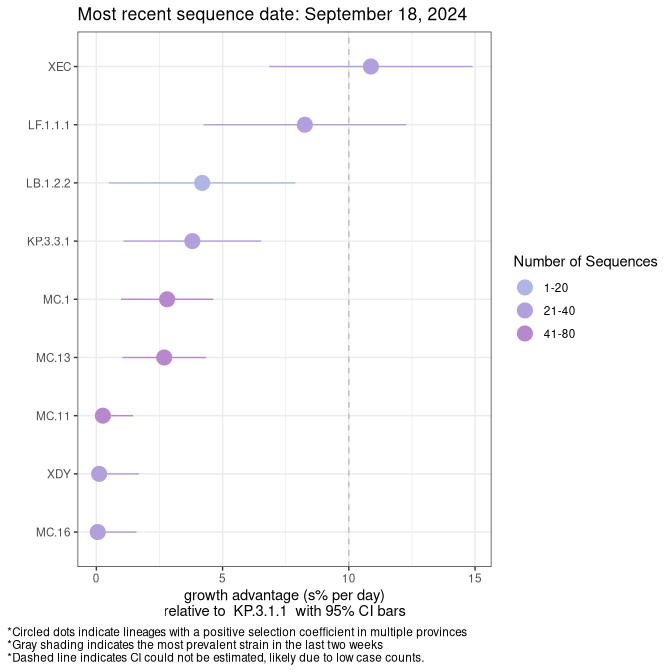 Most recent sequence date: September 18, 2024
XEC
LF.1.1.1
LB.1.2.2
KP.3.3.1
MC.1
MC.13
MC.11
XDY
MC.16
0 5 10 15
growth advantage (s% per day)
relative to KP.3.1.1 with 95% CI bars
Number of Sequences
1-20
21-40
41-80
*Circled dots indicate lineages with a positive selection coefficient in multiple provinces
*Gray shading indicates the most prevalent strain in the last two weeks
*Dashed line indicates CI could not be estimated, likely due to low case counts.